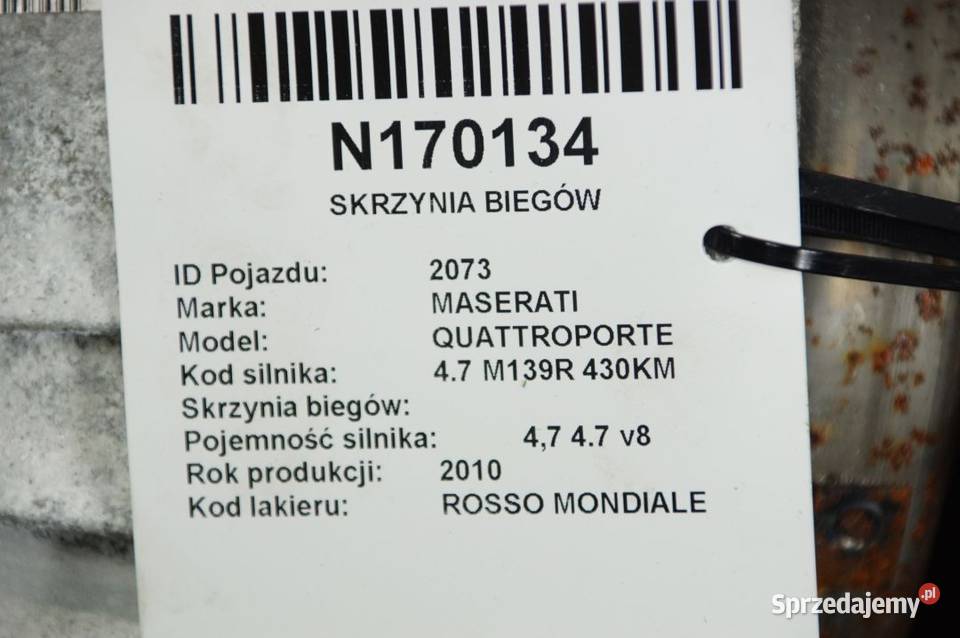 N170134
SKRZYNIA BIEGÓW
ID Pojazdu: 2073
Marka: MASERATI
Model: QUATTROPORTE
Kod silnika: 4.7 M139R 430KM
Skrzynia biegów:
Pojemność silnika: 4,7 4.7 v8
Rok produkcji: 2010
Kod lakieru: ROSSO MONDIALE
Sprzedajemy.pl